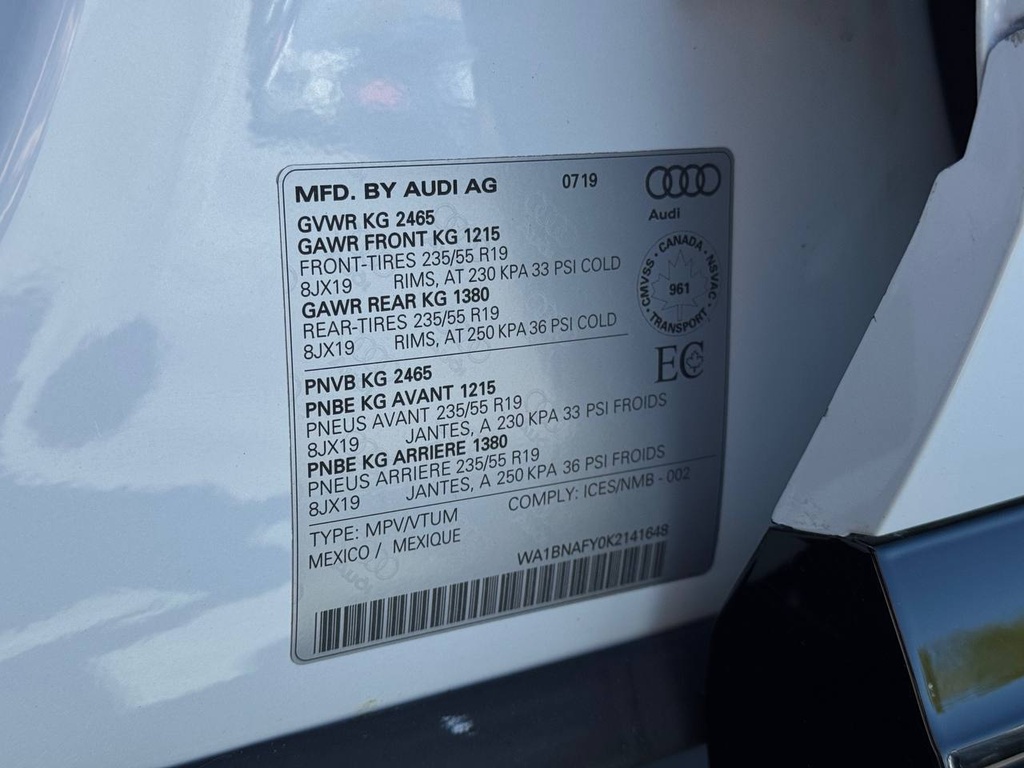 MFD. BY AUDI AG 0719
Audi
GVWR KG 2465
GAWR FRONT KG 1215
FRONT-TIRES 235/55 R19
8JX19 RIMS, AT 230 KPA 33 PSI COLD
GAWR REAR KG 1380
REAR-TIRES 235/55 R19
8JX19 RIMS, AT 250 KPA 36 PSI COLD
CMVSS · CANADA · NSVAC · TRANSPORT ·
961
EC
PNVB KG 2465
PNBE KG AVANT 1215
PNEUS AVANT 235/55 R19
8JX19 JANTES, A 230 KPA 33 PSI FROIDS
PNBE KG ARRIERE 1380
PNEUS ARRIERE 235/55 R19
8JX19 JANTES, A 250 KPA 36 PSI FROIDS
TYPE: MPV/VTUM COMPLY: ICES/NMB - 002
MEXICO / MEXIQUE
WA1BNAFY0K2141648